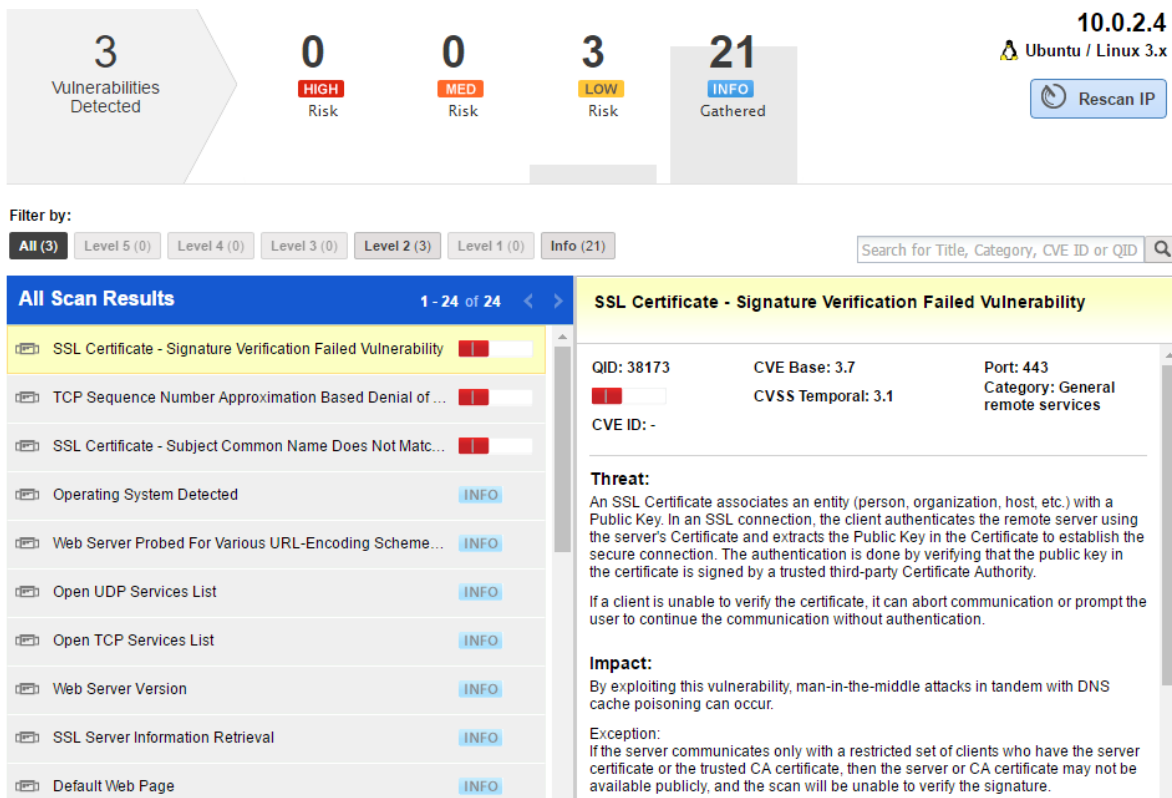 3
Vulnerabilities
Detected
0
HIGH
Risk
0
MED
Risk
3
LOW
Risk
21
INFO
Gathered
10.0.2.4
Ubuntu / Linux 3.x
Rescan IP
Filter by:
All (3) Level 5 (0) Level 4 (0) Level 3 (0) Level 2 (3) Level 1 (0) Info (21)
Search for Title, Category, CVE ID or QID
All Scan Results 1 - 24 of 24
SSL Certificate - Signature Verification Failed Vulnerability
TCP Sequence Number Approximation Based Denial of ...
SSL Certificate - Subject Common Name Does Not Matc...
Operating System Detected INFO
Web Server Probed For Various URL-Encoding Scheme... INFO
Open UDP Services List INFO
Open TCP Services List INFO
Web Server Version INFO
SSL Server Information Retrieval INFO
Default Web Page INFO
SSL Certificate - Signature Verification Failed Vulnerability
QID: 38173
CVE ID: -
CVE Base: 3.7
CVSS Temporal: 3.1
Port: 443
Category: General
remote services
Threat:
An SSL Certificate associates an entity (person, organization, host, etc.) with a
Public Key. In an SSL connection, the client authenticates the remote server using
the server's Certificate and extracts the Public Key in the Certificate to establish the
secure connection. The authentication is done by verifying that the public key in
the certificate is signed by a trusted third-party Certificate Authority.
If a client is unable to verify the certificate, it can abort communication or prompt the
user to continue the communication without authentication.
Impact:
By exploiting this vulnerability, man-in-the-middle attacks in tandem with DNS
cache poisoning can occur.
Exception:
If the server communicates only with a restricted set of clients who have the server
certificate or the trusted CA certificate, then the server or CA certificate may not be
available publicly, and the scan will be unable to verify the signature.